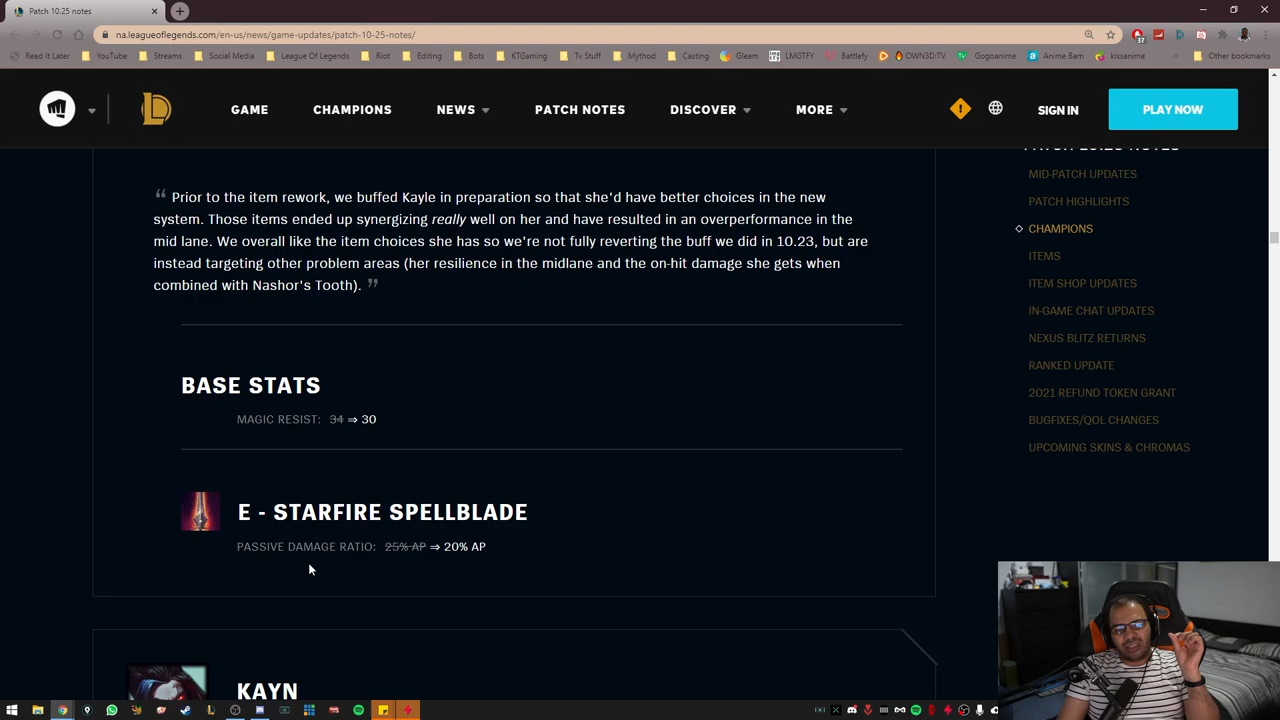 Patch 10.25 notes
na.leagueoflegends.com/en-us/news/game-updates/patch-10-25-notes/
37
Read It Later YouTube Streams Social Media League Of Legends Riot Editing Bots KTGaming Tv Stuff Mythod Casting Gleam LMGTFY Battlefy OWN3D:TV Gogoanime Anime Bam kissanime » Other bookmarks
GAME CHAMPIONS NEWS PATCH NOTES DISCOVER MORE SIGN IN PLAY NOW
MID-PATCH UPDATES
PATCH HIGHLIGHTS
CHAMPIONS
ITEMS
ITEM SHOP UPDATES
IN-GAME CHAT UPDATES
NEXUS BLITZ RETURNS
RANKED UPDATE
2021 REFUND TOKEN GRANT
BUGFIXES/QOL CHANGES
UPCOMING SKINS & CHROMAS
“ Prior to the item rework, we buffed Kayle in preparation so that she'd have better choices in the new
system. Those items ended up synergizing really well on her and have resulted in an overperformance in the
mid lane. We overall like the item choices she has so we're not fully reverting the buff we did in 10.23, but are
instead targeting other problem areas (her resilience in the midlane and the on-hit damage she gets when
combined with Nashor's Tooth). ”
BASE STATS
MAGIC RESIST: 34 ⇒ 30
E - STARFIRE SPELLBLADE
PASSIVE DAMAGE RATIO: 25% AP ⇒ 20% AP
KAYN